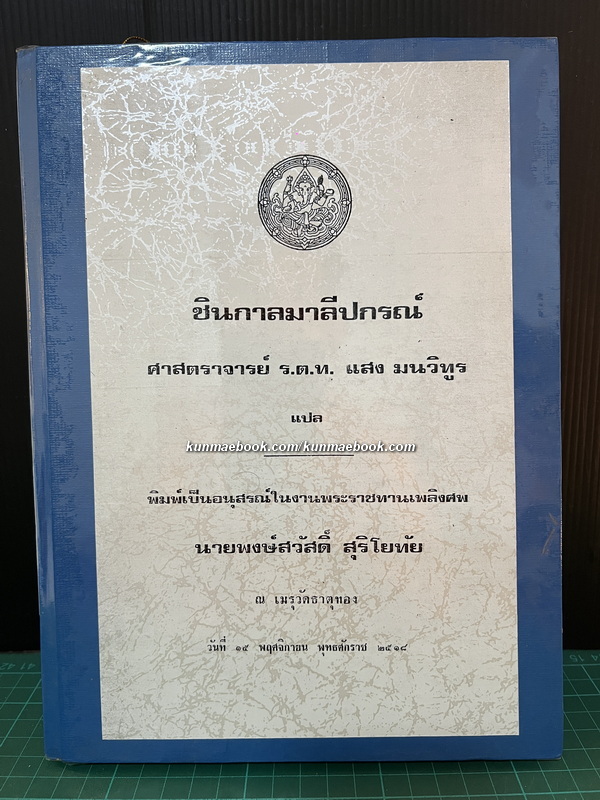 ชินกาลมาลีปกรณ์
ศาสตราจารย์ ร.ต.ท. แสง มนวิทูร
แปล
kunmaebook.com/kunmaebook.com
พิมพ์เป็นอนุสรณ์ในงานพระราชทานเพลิงศพ
นายพงษ์สวัสดิ์ สุริโยทัย
ณ เมรุวัดธาตุทอง
วันที่ ๑๕ พฤศจิกายน พุทธศักราช ๒๕๑๘